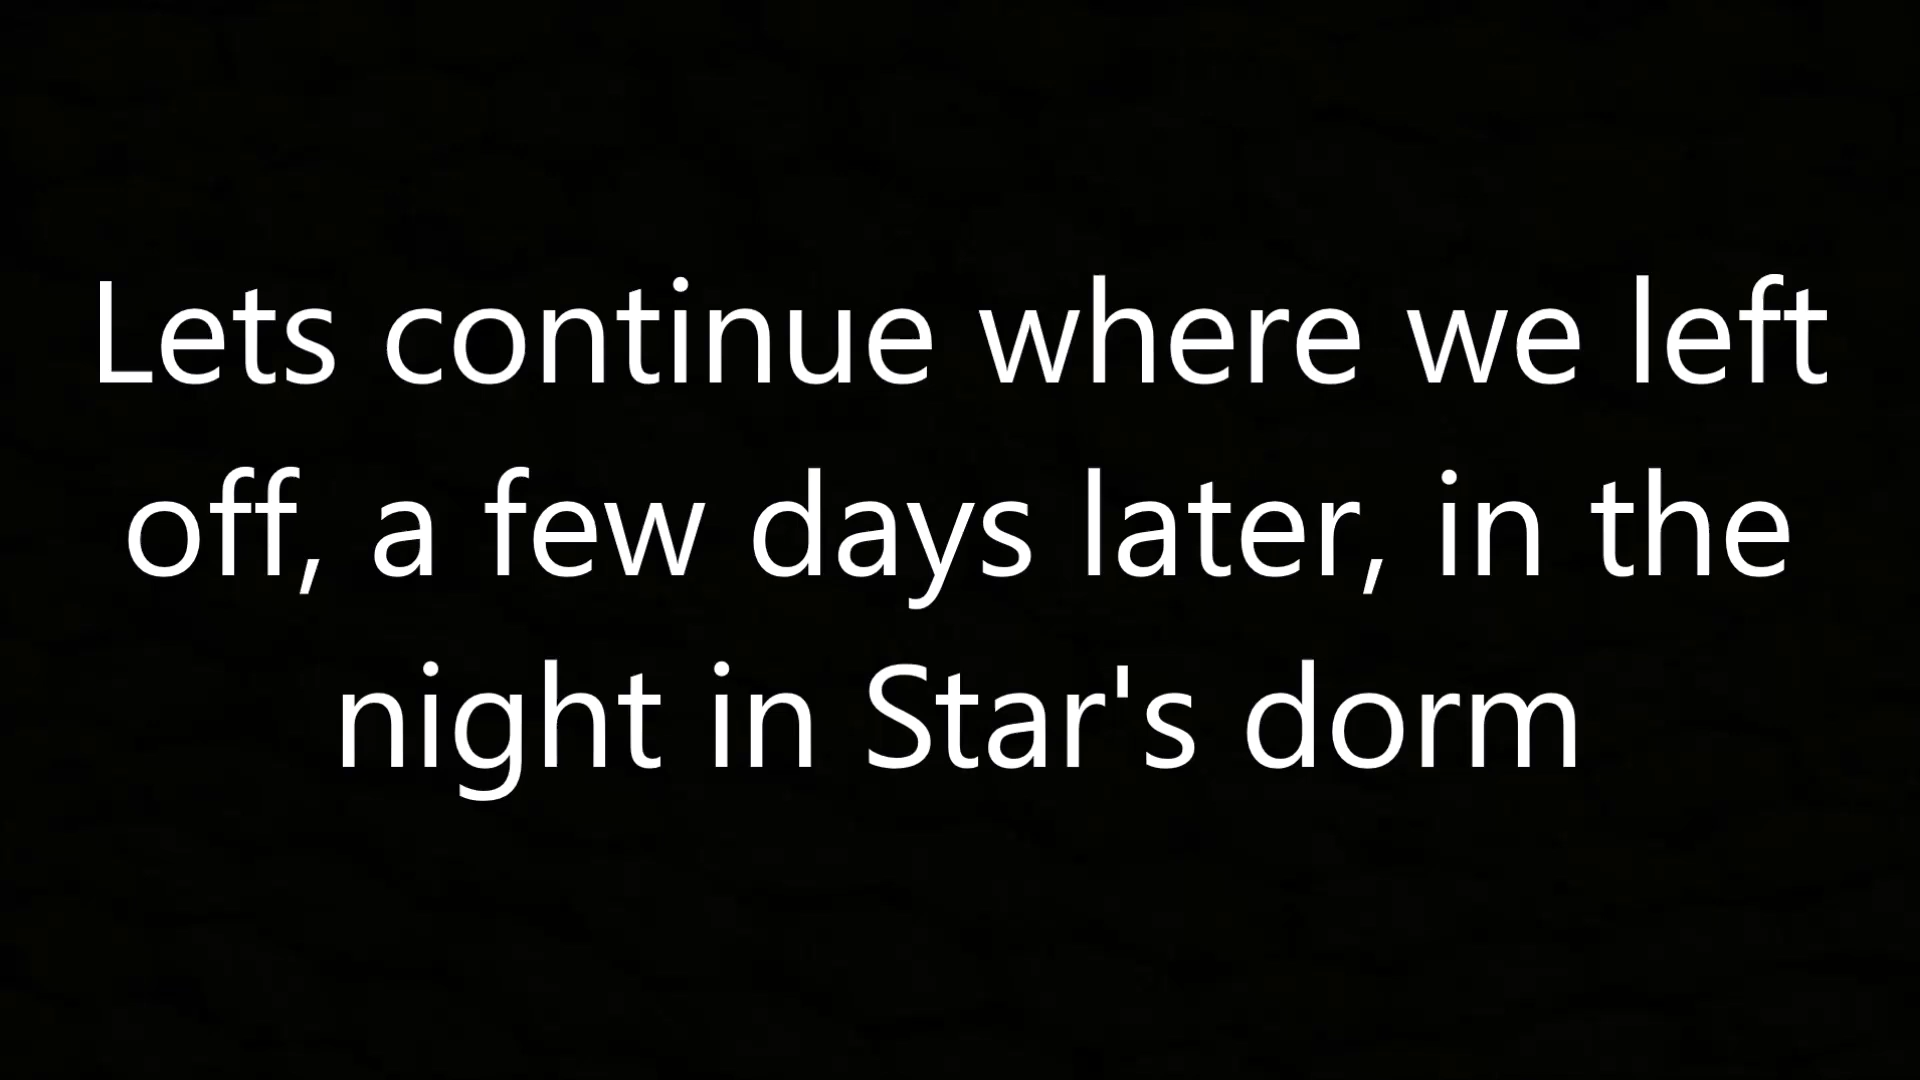 Lets continue where we left
off, a few days later, in the
night in Star's dorm